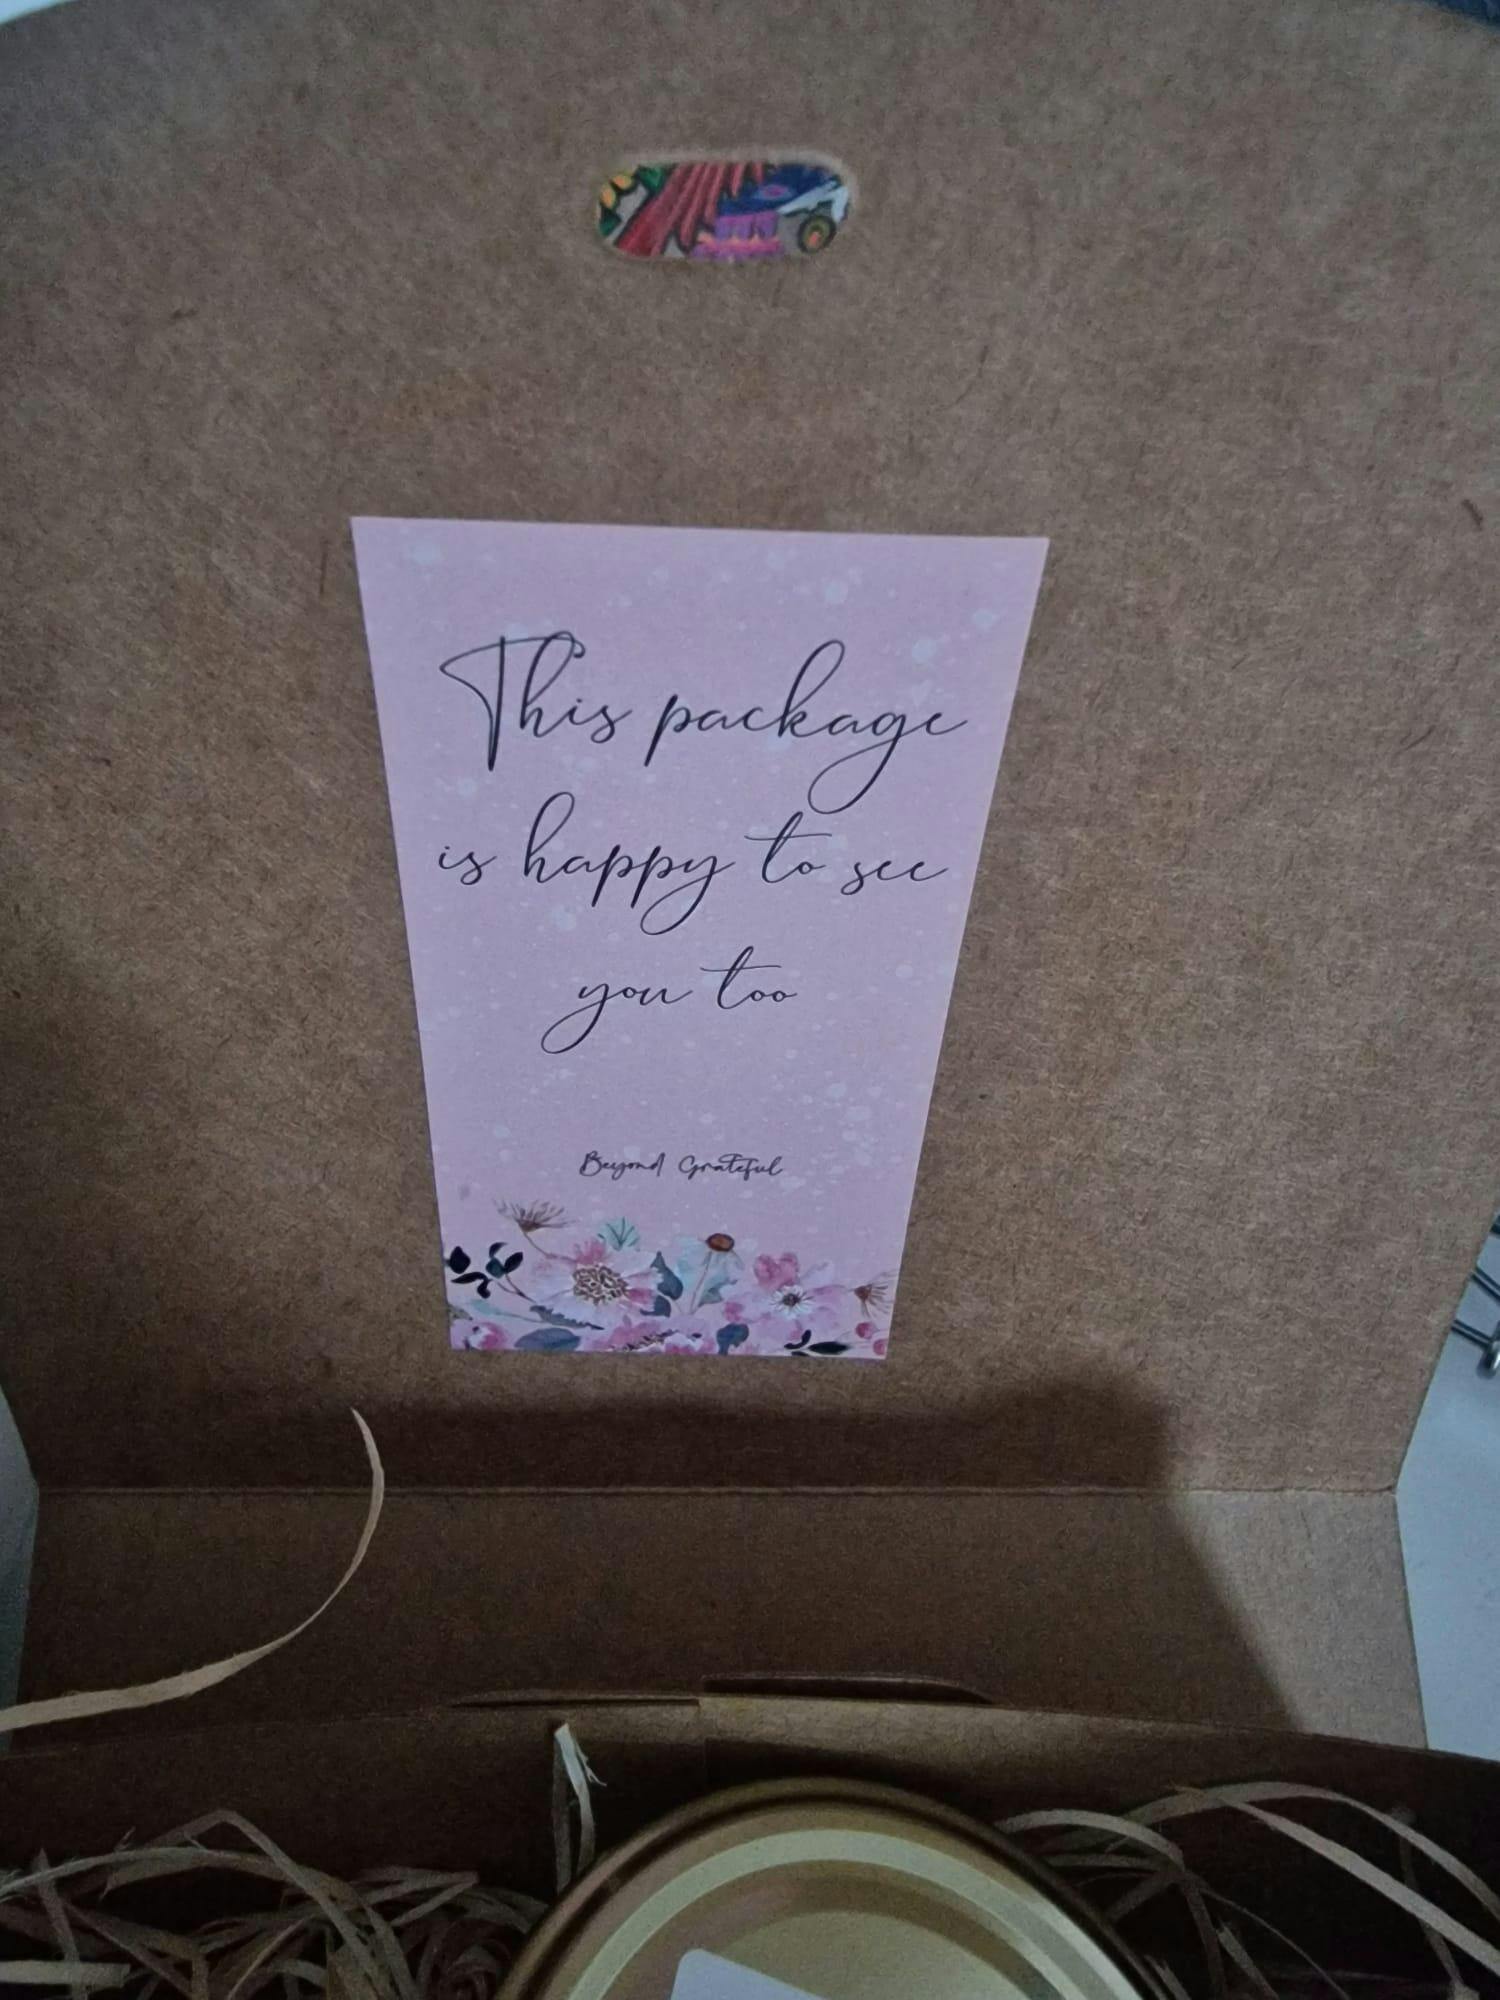 This package
is happy to see
you too
Beyond Grateful